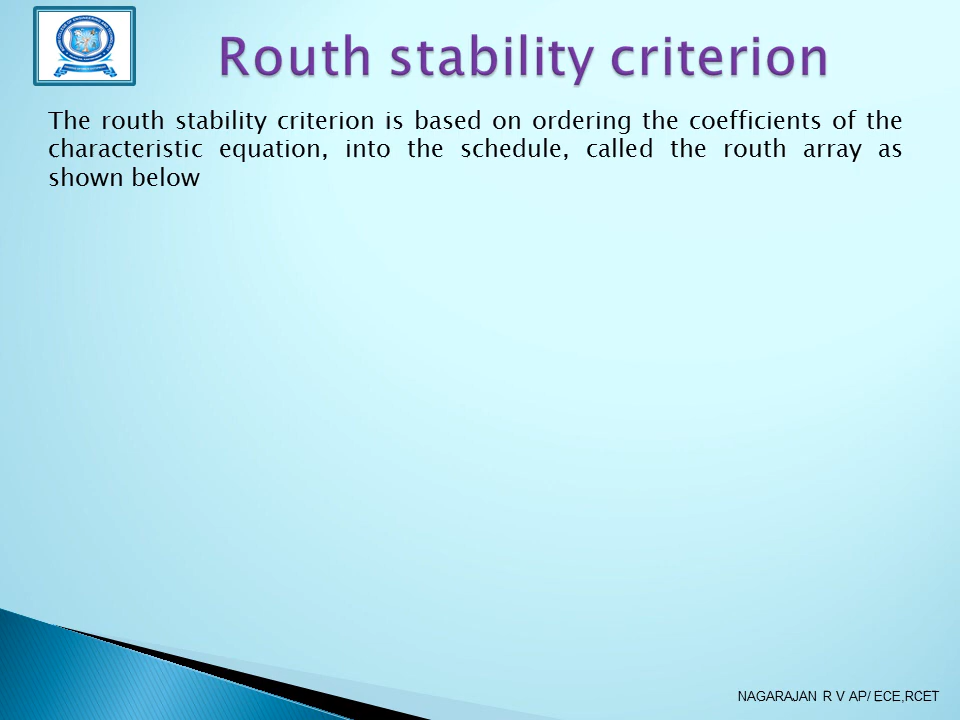 Routh stability criterion
The routh stability criterion is based on ordering the coefficients of the
characteristic equation, into the schedule, called the routh array as
shown below
NAGARAJAN R V AP/ ECE,RCET